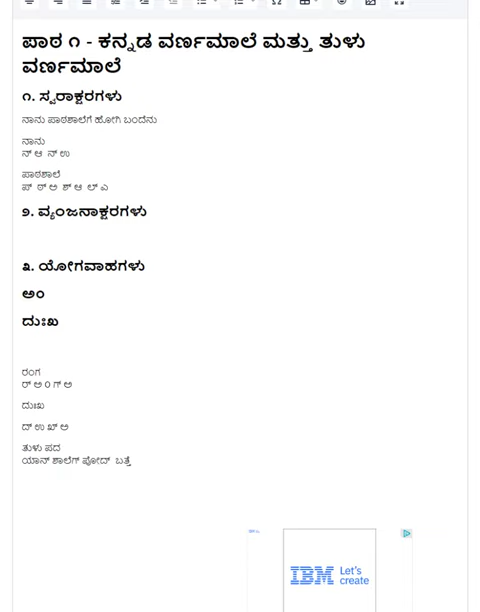 ಪಾಠ ೧ - ಕನ್ನಡ ವರ್ಣಮಾಲೆ ಮತ್ತು ತುಳು
ವರ್ಣಮಾಲೆ
೧. ಸ್ವರಾಕ್ಷರಗಳು
ನಾನು ಪಾಠಶಾಲೆಗೆ ಹೋಗಿ ಬಂದೆನು
ನಾನು
ನ್ ಆ ನ್ ಉ
ಪಾಠಶಾಲೆ
ಪ್ ಠ್ ಅ ಶ್ ಆ ಲ್ ಎ
೨. ವ್ಯಂಜನಾಕ್ಷರಗಳು
೩. ಯೋಗವಾಹಗಳು
ಅಂ
ದುಃಖ
ರಂಗ
ರ್ ಅ ೦ ಗ್ ಅ
ದುಃಖ
ದ್ ಉ ಖ್ ಅ
ತುಳು ಪದ
ಯಾನ್ ಶಾಲೆಗ್ ಪೋದ್ ಬತ್ತೆ
IBM Let's
create